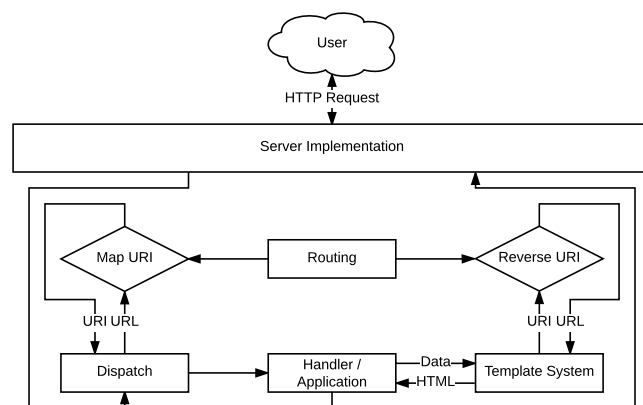 User
HTTP Request
Server Implementation
Map URI
Routing
Reverse URI
URI URL
URI URL
Dispatch
Handler /
Application
Data
HTML
Template System